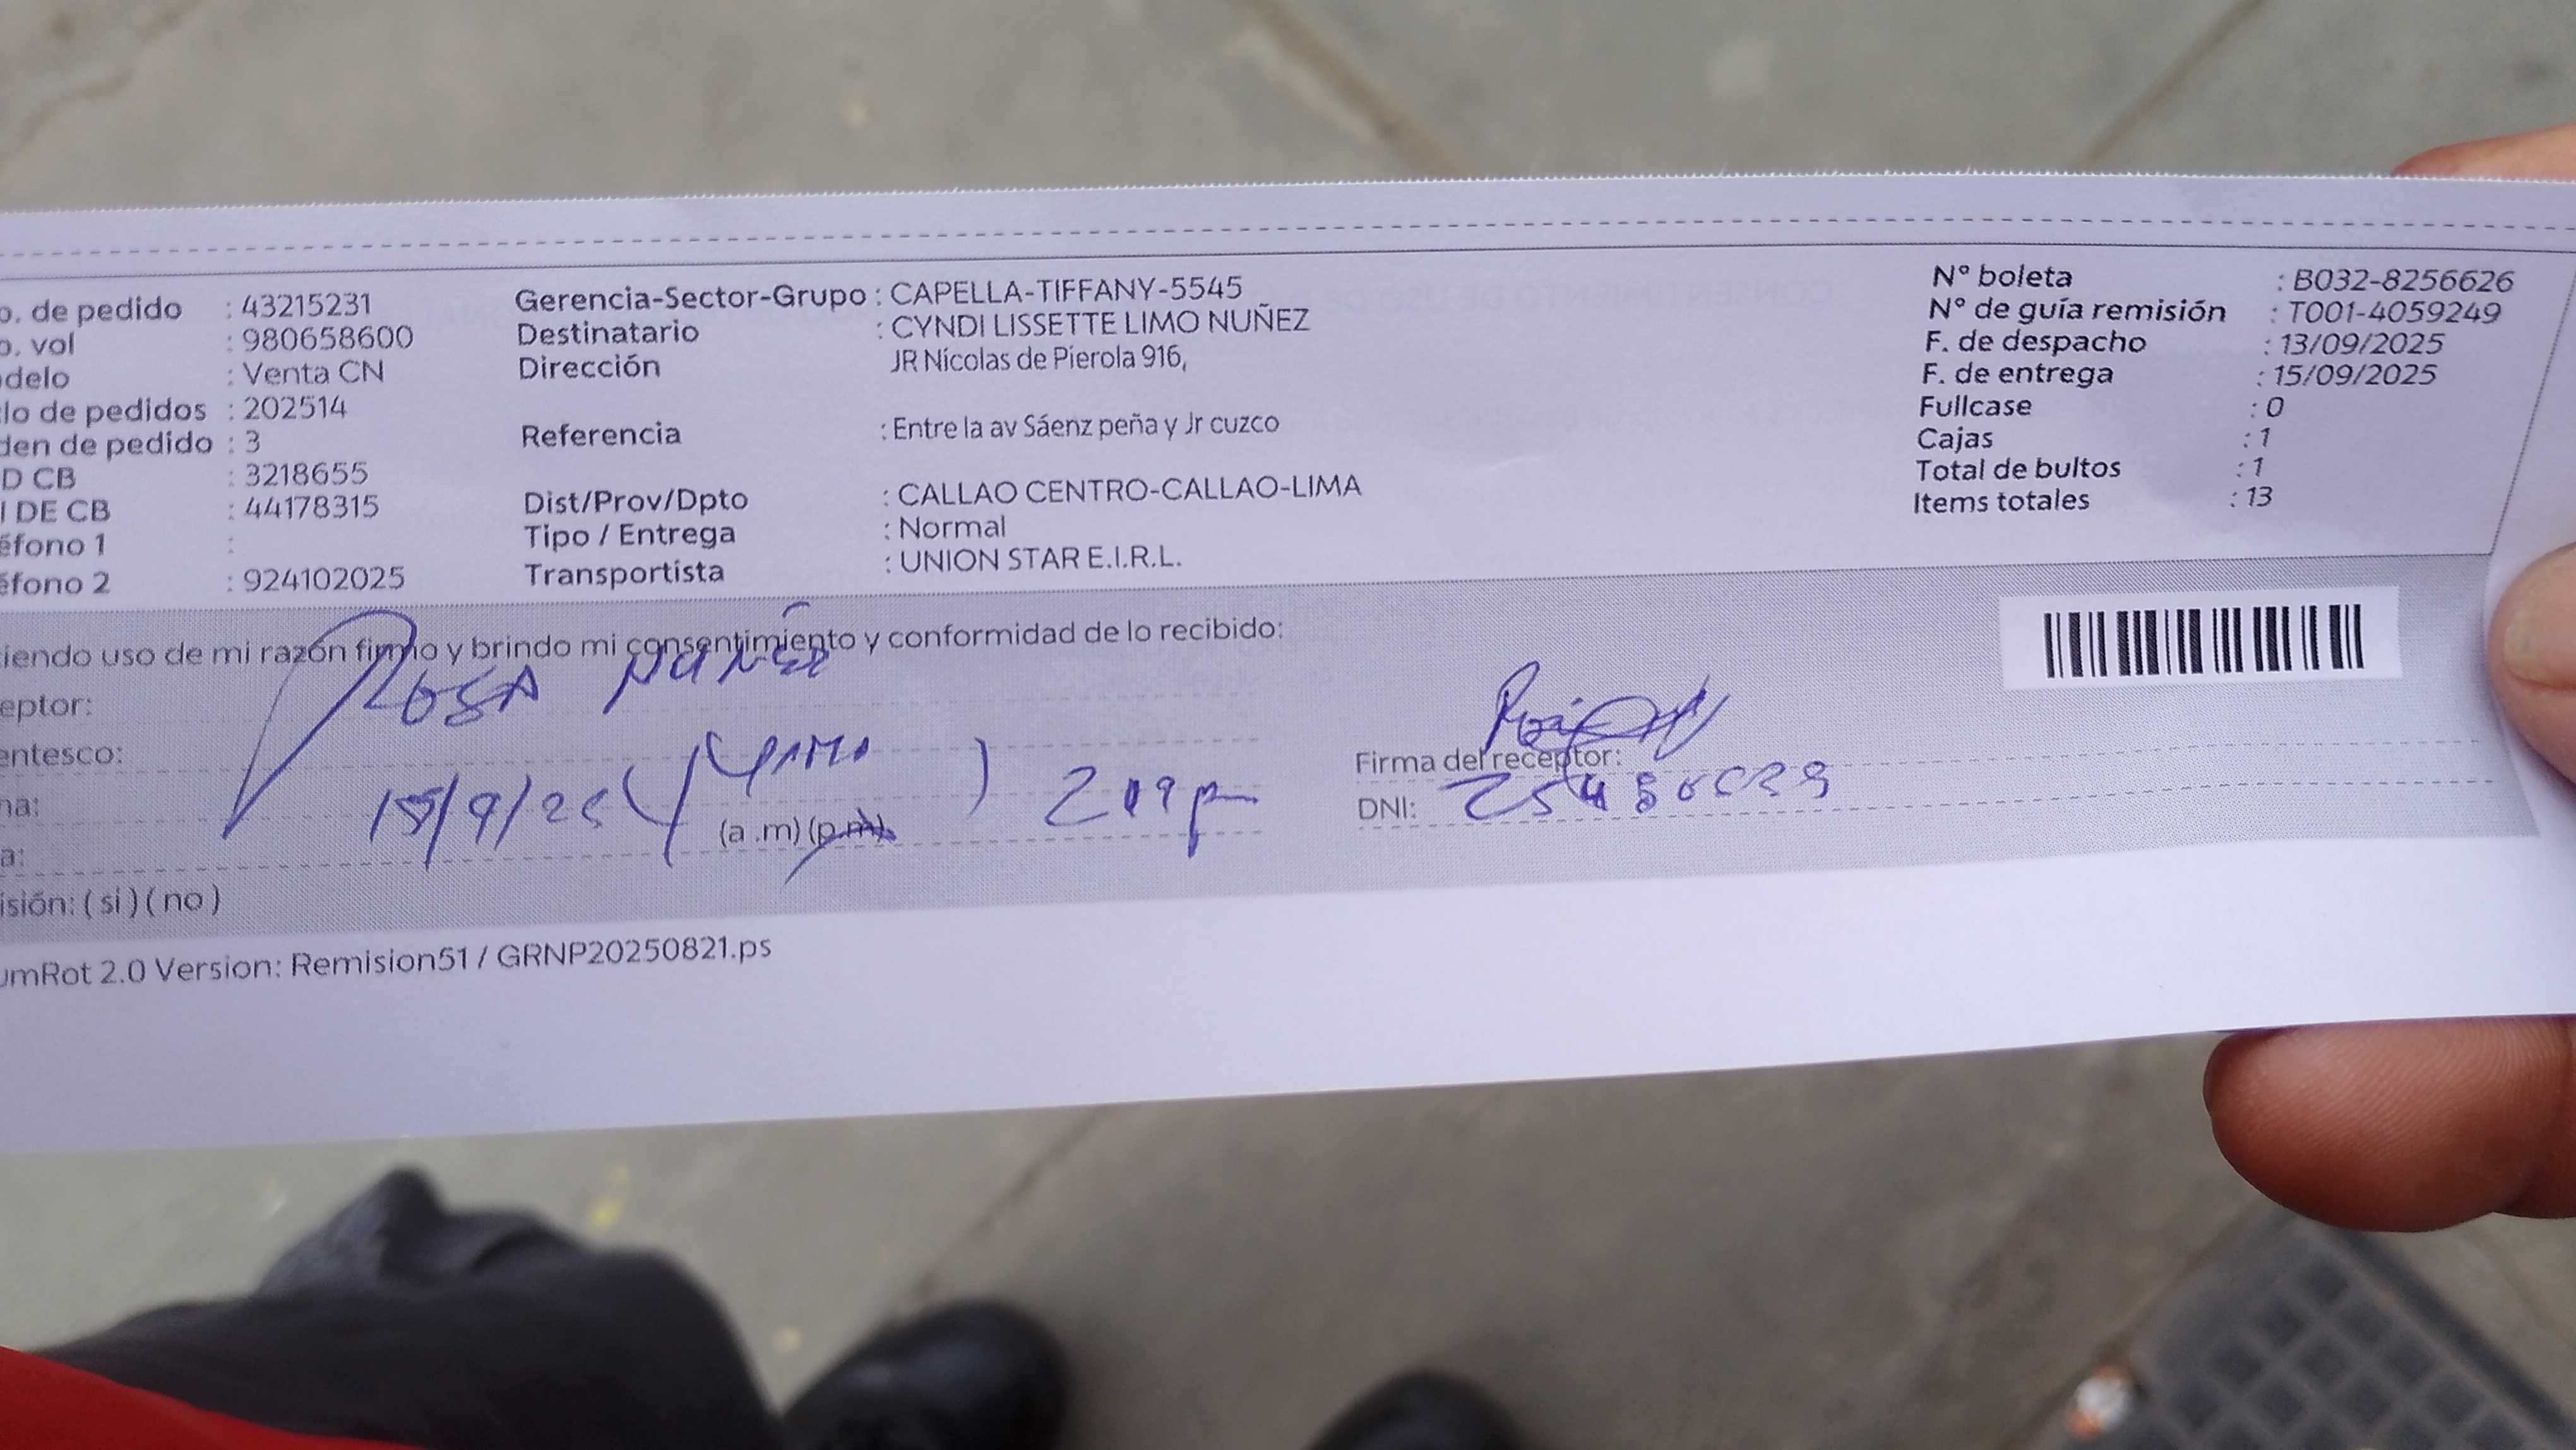 o. de pedido : 43215231 Gerencia-Sector-Grupo : CAPELLA-TIFFANY-5545 N° boleta : B032-8256626
o. vol : 980658600 Destinatario : CYNDI LISSETTE LIMO NUÑEZ N° de guía remisión : T001-4059249
delo : Venta CN Dirección JR Nicolas de Pierola 916, F. de despacho : 13/09/2025
lo de pedidos : 202514 F. de entrega : 15/09/2025
den de pedido : 3 Referencia : Entre la av Sáenz peña y Jr cuzco Fullcase : 0
D CB : 3218655 Cajas : 1
I DE CB : 44178315 Dist/Prov/Dpto : CALLAO CENTRO-CALLAO-LIMA Total de bultos : 1
éfono 1 : Tipo / Entrega : Normal Items totales : 13
éfono 2 : 924102025 Transportista : UNION STAR E.I.R.L.
iendo uso de mi razón firmo y brindo mi consentimiento y conformidad de lo recibido:
eptor: ROSA NUÑEZ
entesco:
Firma del receptor:
ha: 15/9/25
DNI:
a: (a .m) (p.m)
isión: ( si ) ( no )
umRot 2.0 Version: Remision51 / GRNP20250821.ps